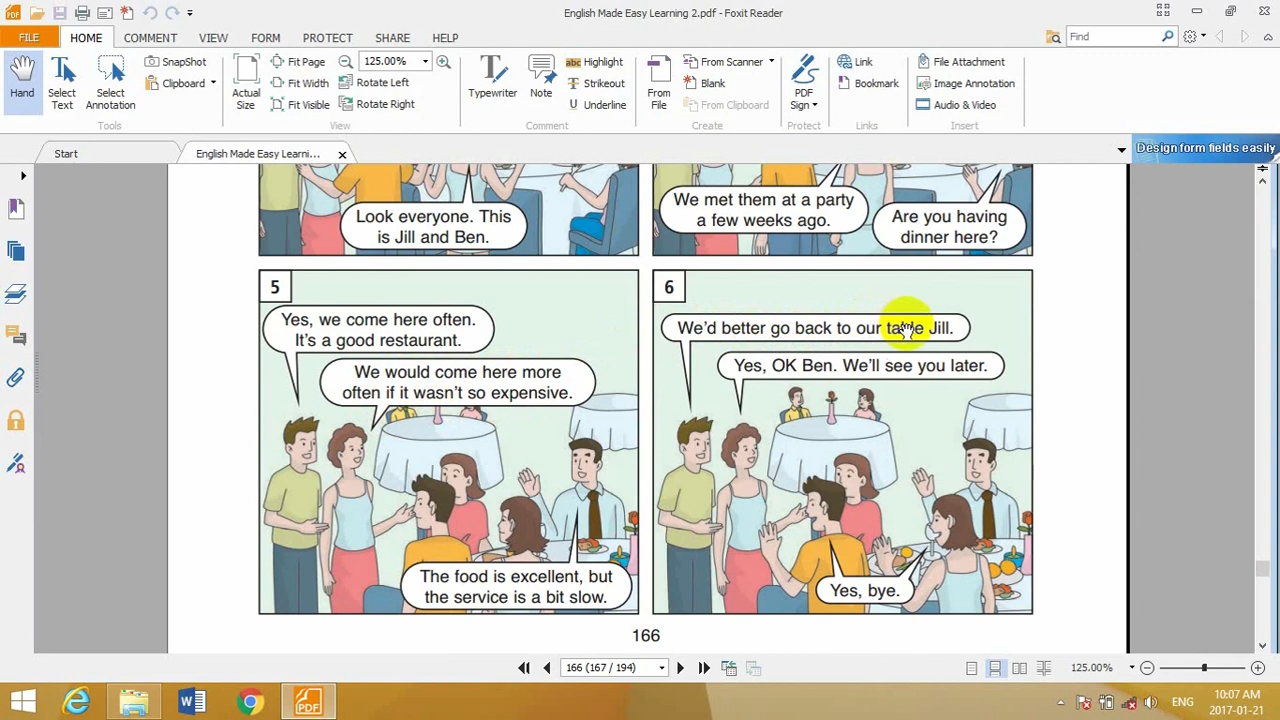 English Made Easy Learning 2.pdf - Foxit Reader
FILE HOME COMMENT VIEW FORM PROTECT SHARE HELP
Find
Hand
Select
Text
Select
Annotation
SnapShot
Clipboard
Tools
Actual
Size
Fit Page
Fit Width
Fit Visible
125.00%
Rotate Left
Rotate Right
View
Typewriter
Note
abc Highlight
Strikeout
Underline
Comment
From
File
From Scanner
Blank
From Clipboard
Create
PDF
Sign
Protect
Link
Bookmark
Links
File Attachment
Image Annotation
Audio & Video
Insert
Start
English Made Easy Learni...
Design form fields easily
Look everyone. This
is Jill and Ben.
We met them at a party
a few weeks ago.
Are you having
dinner here?
5
Yes, we come here often.
It's a good restaurant.
We would come here more
often if it wasn't so expensive.
The food is excellent, but
the service is a bit slow.
6
We'd better go back to our table Jill.
Yes, OK Ben. We'll see you later.
Yes, bye.
166
166 (167 / 194)
125.00%
PDF
ENG
10:07 AM
2017-01-21